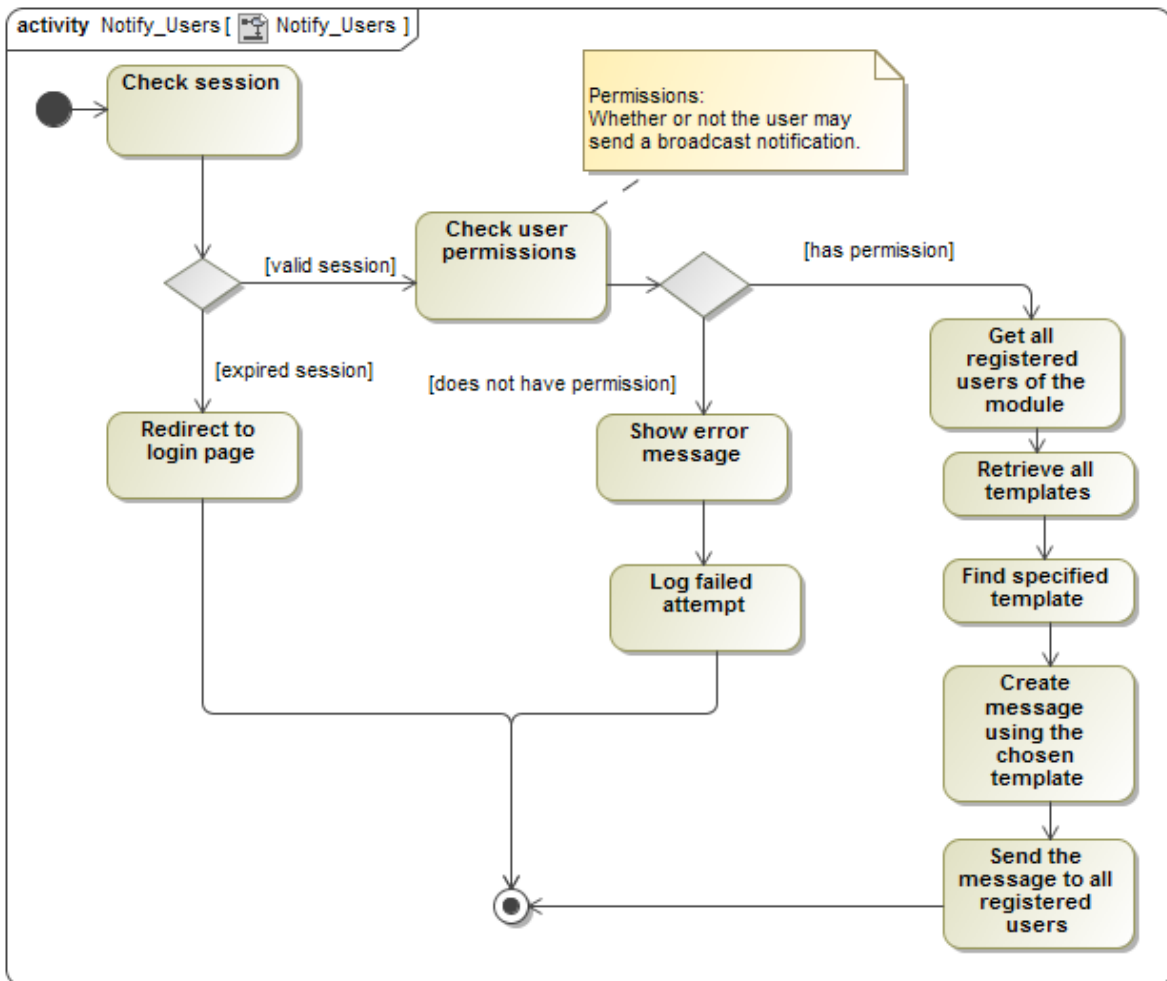 activity Notify_Users [ Notify_Users ]
Check session
Permissions:
Whether or not the user may
send a broadcast notification.
Check user
permissions
[has permission]
[valid session]
Get all
registered
users of the
module
[expired session]
[does not have permission]
Redirect to
login page
Show error
message
Retrieve all
templates
Log failed
attempt
Find specified
template
Create
message
using the
chosen
template
Send the
message to all
registered
users